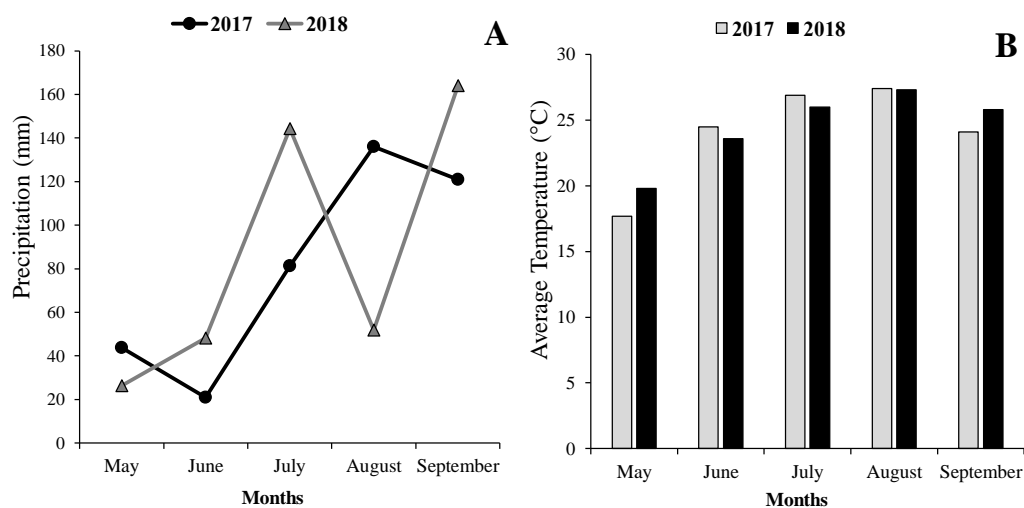 2017 2018
A
Precipitation (mm)
180
160
140
120
100
80
60
40
20
0
May June July August September
Months
2017 2018
B
Average Temperature (°C)
30
25
20
15
10
5
0
May June July August September
Months